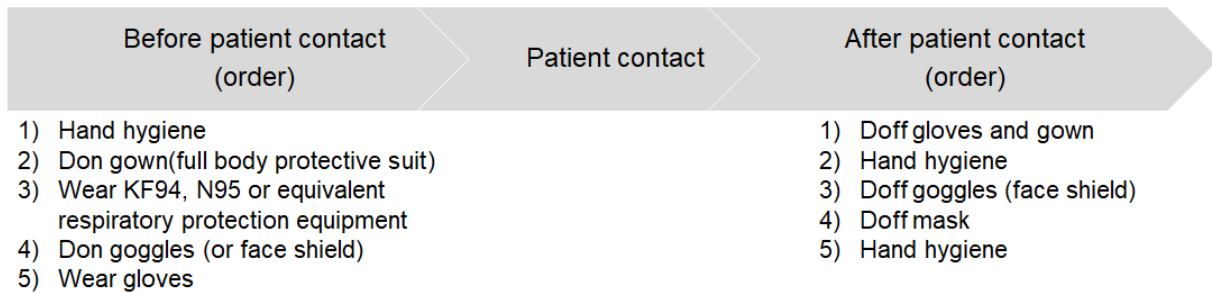 Before patient contact
(order)
Patient contact
After patient contact
(order)
1) Hand hygiene
2) Don gown(full body protective suit)
3) Wear KF94, N95 or equivalent
respiratory protection equipment
4) Don goggles (or face shield)
5) Wear gloves
1) Doff gloves and gown
2) Hand hygiene
3) Doff goggles (face shield)
4) Doff mask
5) Hand hygiene